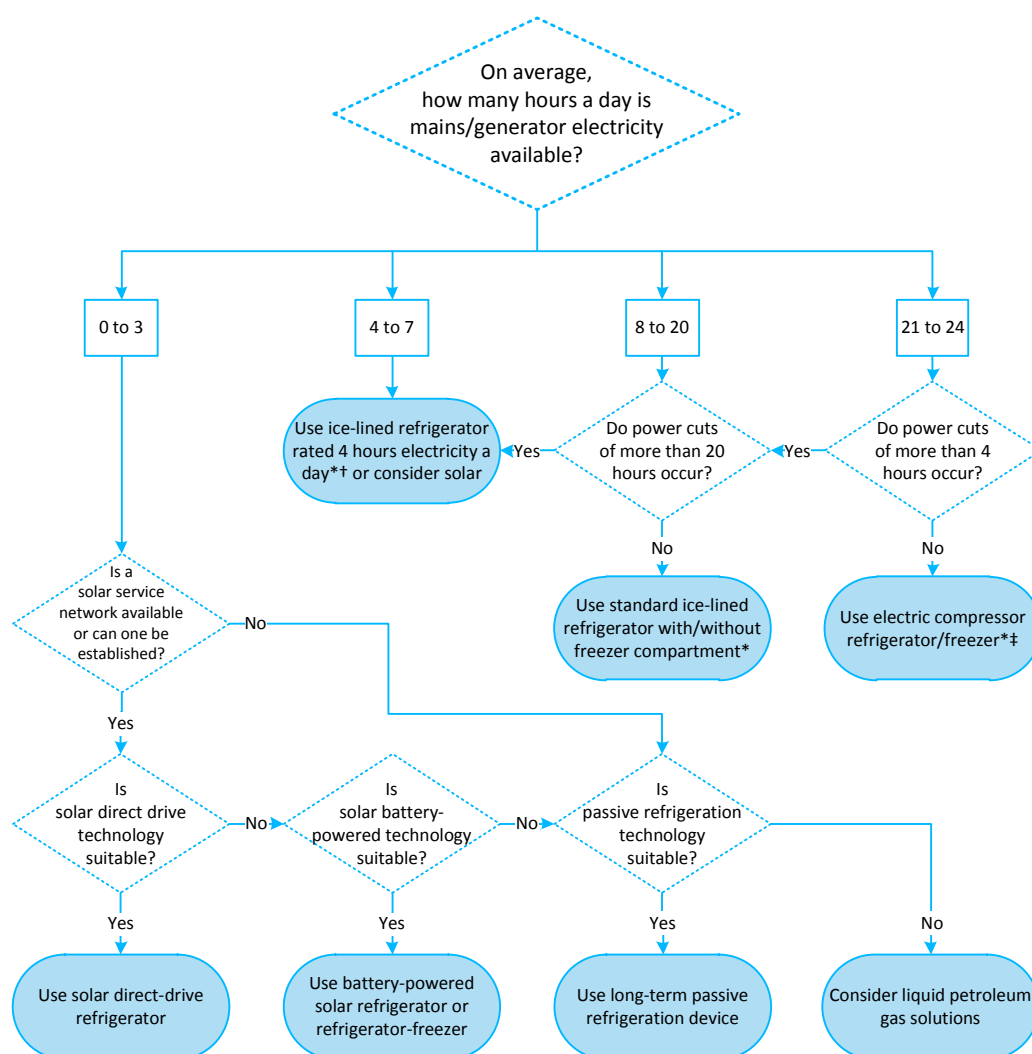 On average,
how many hours a day is
mains/generator electricity
available?
0 to 3
4 to 7
8 to 20
21 to 24
Use ice-lined refrigerator
rated 4 hours electricity a
day*† or consider solar
Yes
Do power cuts
of more than 20
hours occur?
Yes
Do power cuts
of more than 4
hours occur?
No
No
Use standard ice-lined
refrigerator with/without
freezer compartment*
Use electric compressor
refrigerator/freezer*‡
Is a
solar service
network available
or can one be
established?
No
Yes
Is
solar direct drive
technology
suitable?
No
Is
solar battery-
powered technology
suitable?
No
Is
passive refrigeration
technology
suitable?
Yes
Yes
Yes
No
Use solar direct-drive
refrigerator
Use battery-powered
solar refrigerator or
refrigerator-freezer
Use long-term passive
refrigeration device
Consider liquid petroleum
gas solutions